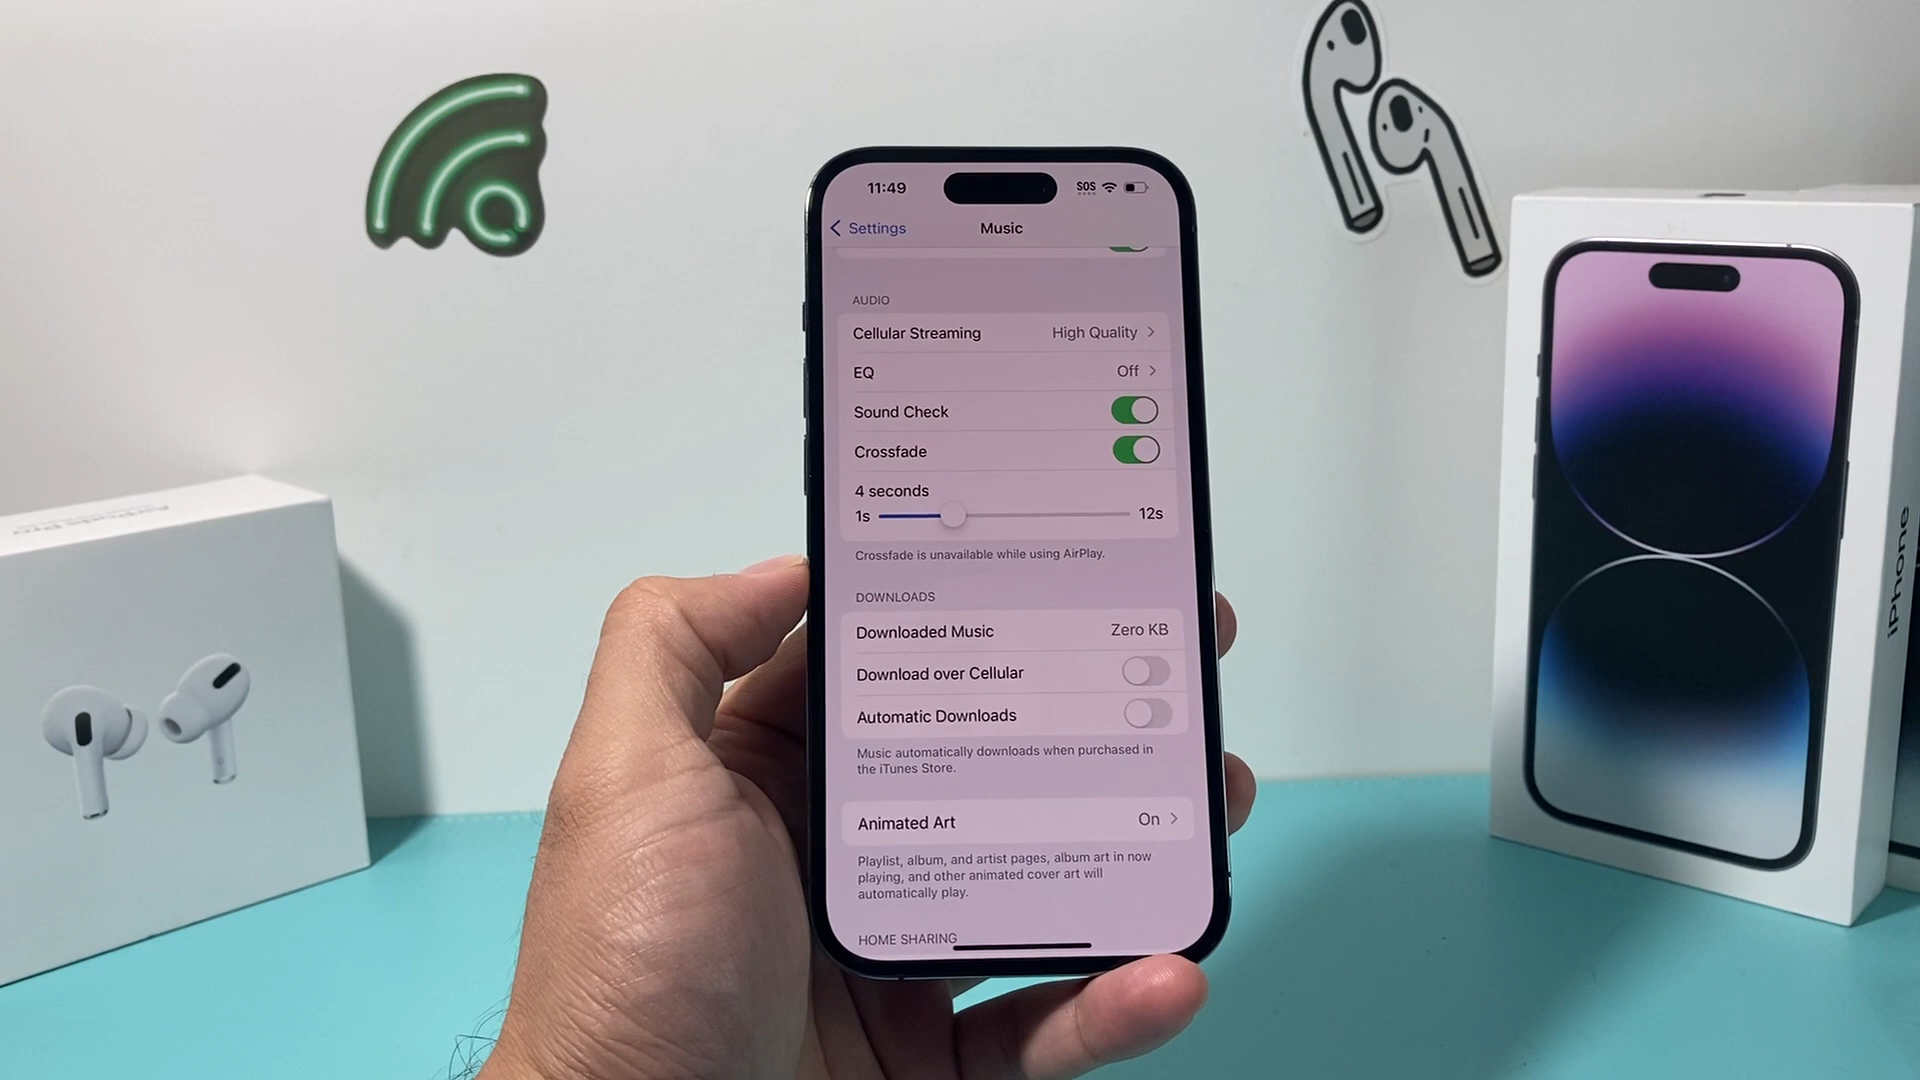 11:49 SOS
Settings Music
AUDIO
Cellular Streaming High Quality
EQ Off
Sound Check
Crossfade
4 seconds
1s 12s
Crossfade is unavailable while using AirPlay.
DOWNLOADS
Downloaded Music Zero KB
Download over Cellular
Automatic Downloads
Music automatically downloads when purchased in
the iTunes Store.
Animated Art On
Playlist, album, and artist pages, album art in now
playing, and other animated cover art will
automatically play.
HOME SHARING
AirPods Pro
iPhone